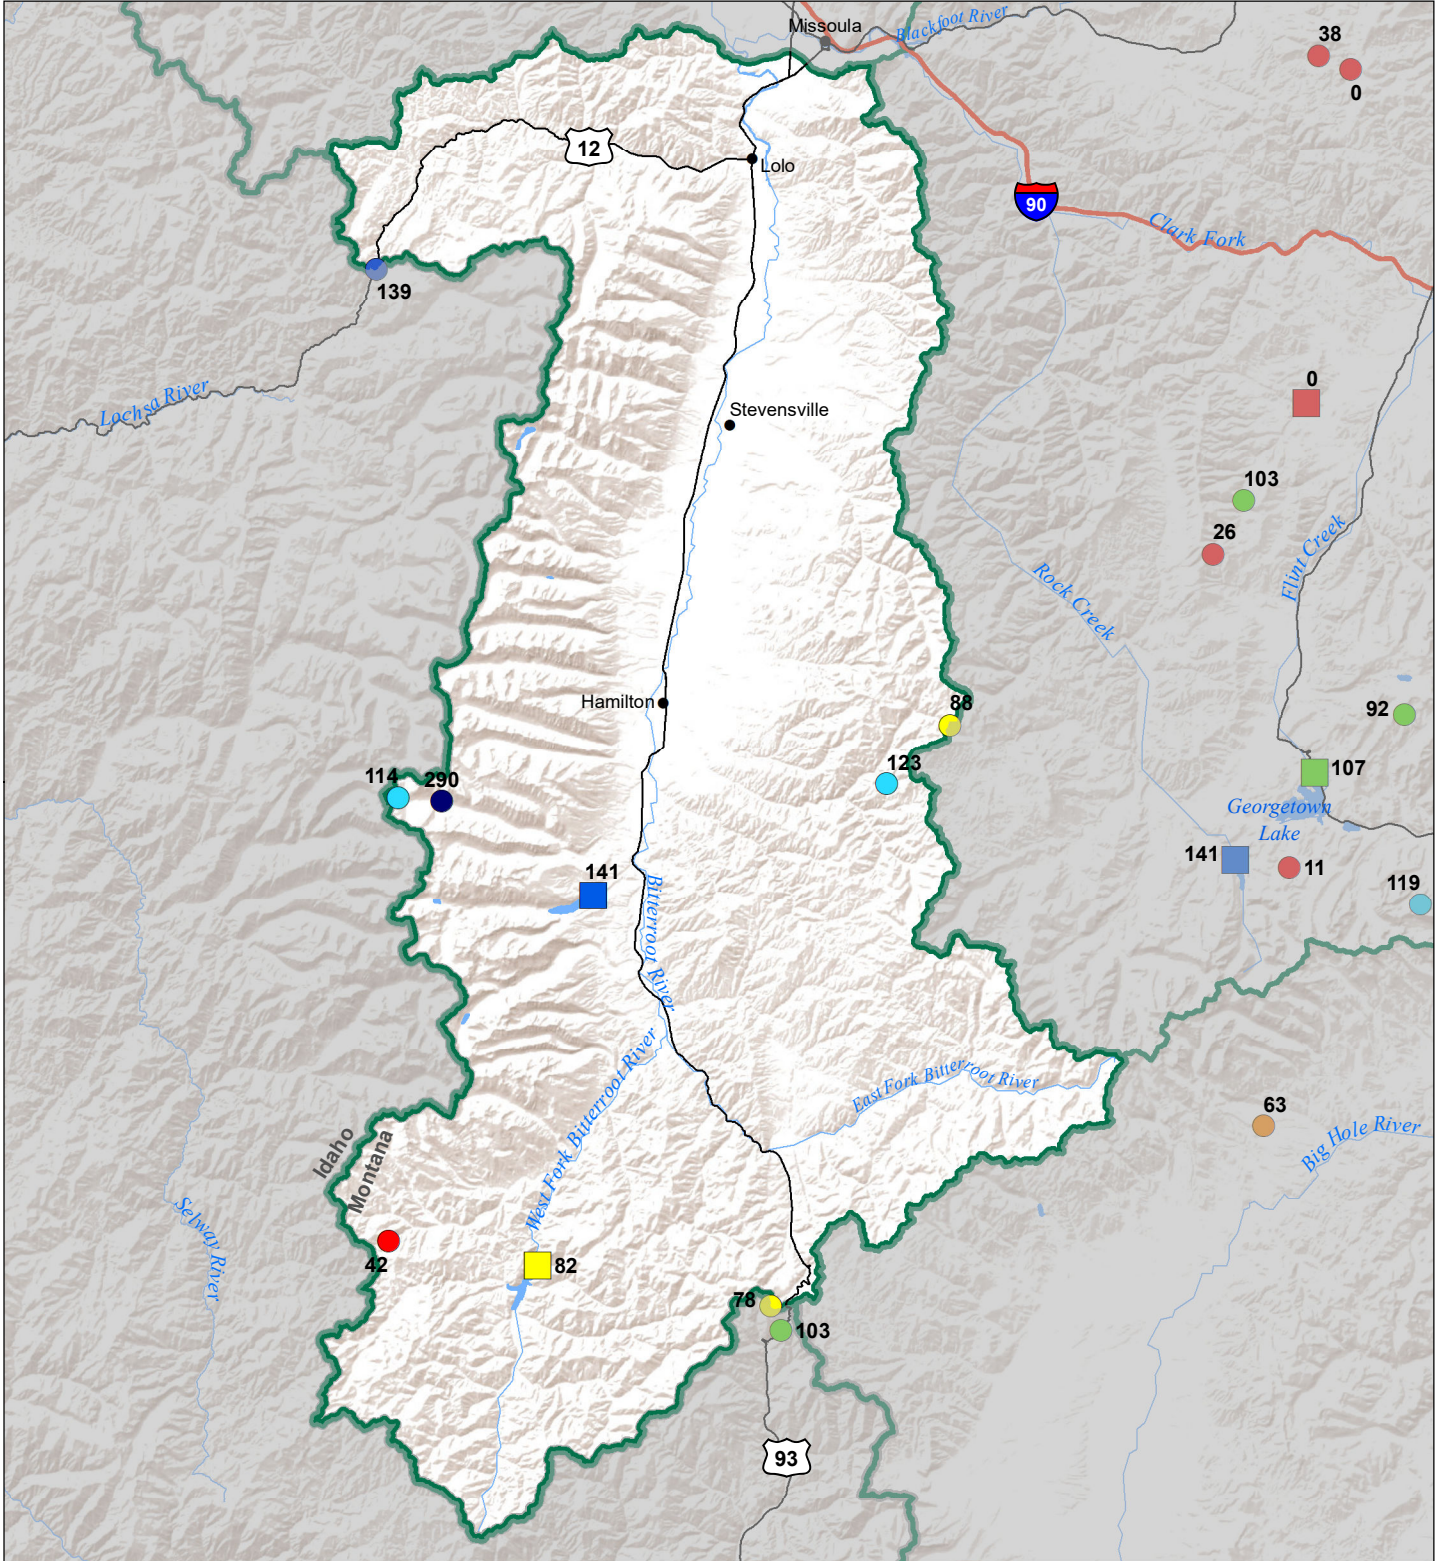 Missoula
Blackfoot River
38
0
12
Lolo
90
Clark Fork
139
Lochsa River
0
Stevensville
103
26
Flint Creek
Rock Creek
Hamilton
88
92
123
107
114
290
Georgetown
Lake
141
141
11
119
Bitterroot River
West Fork Bitterroot River
East Fork Bitterroot River
63
Big Hole River
Idaho
Montana
Selway River
42
82
78
103
93